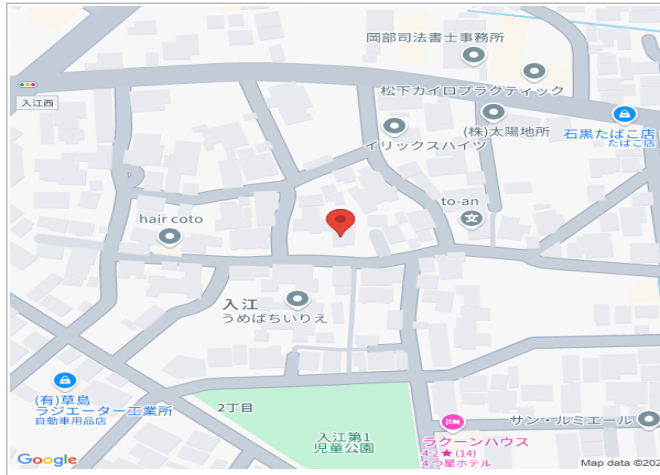 岡部司法書士事務所
松下カイロプラクティック
入江西
(株)太陽地所
石黒たばこ店
たばこ店
イリックスハイツ
to-an
hair coto
入江
うめばちいりえ
(有)草島
ラジエーター工業所
自動車用品店
2丁目
入江第1
児童公園
サン・ルミエール
ラクーンハウス
4.2★(14)
4 つ星ホテル
Google
Map data ©202